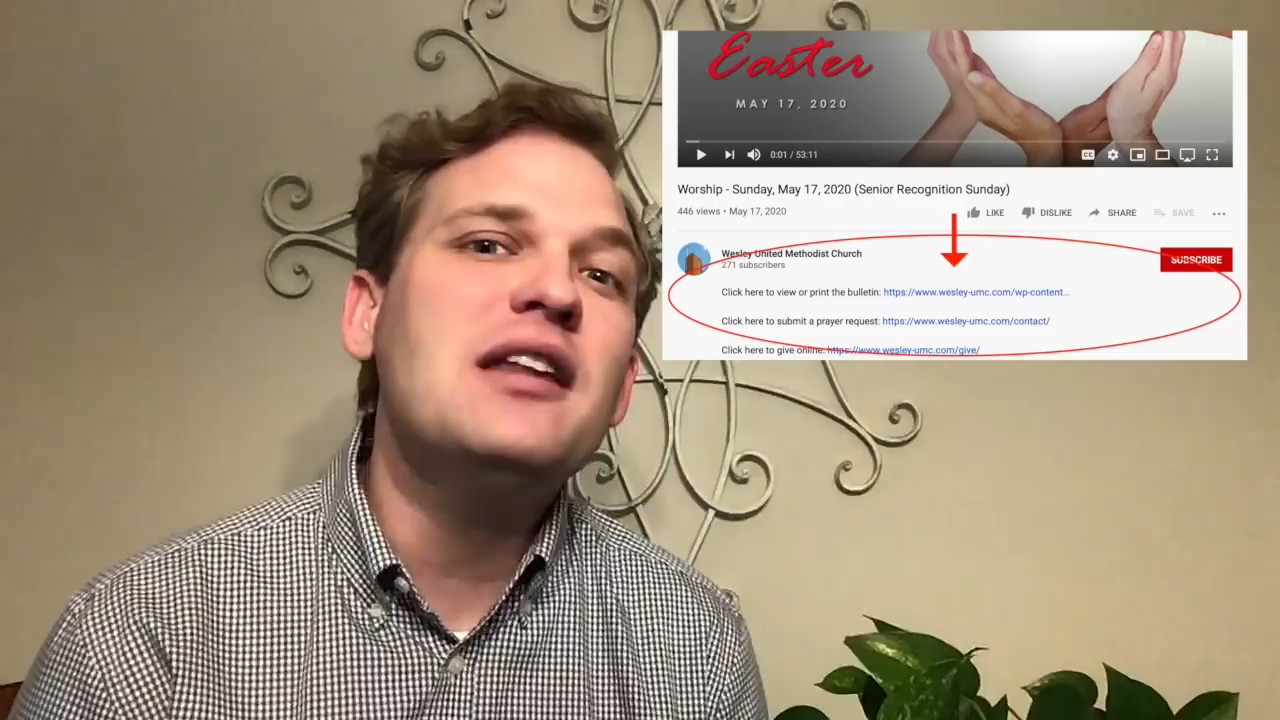 Easter
MAY 17, 2020
0:01 / 53:11
CC
Worship - Sunday, May 17, 2020 (Senior Recognition Sunday)
446 views • May 17, 2020
LIKE
DISLIKE
SHARE
SAVE
Wesley United Methodist Church
271 subscribers
SUBSCRIBE
Click here to view or print the bulletin: https://www.wesley-umc.com/wp-content...
Click here to submit a prayer request: https://www.wesley-umc.com/contact/
Click here to give online: https://www.wesley-umc.com/give/